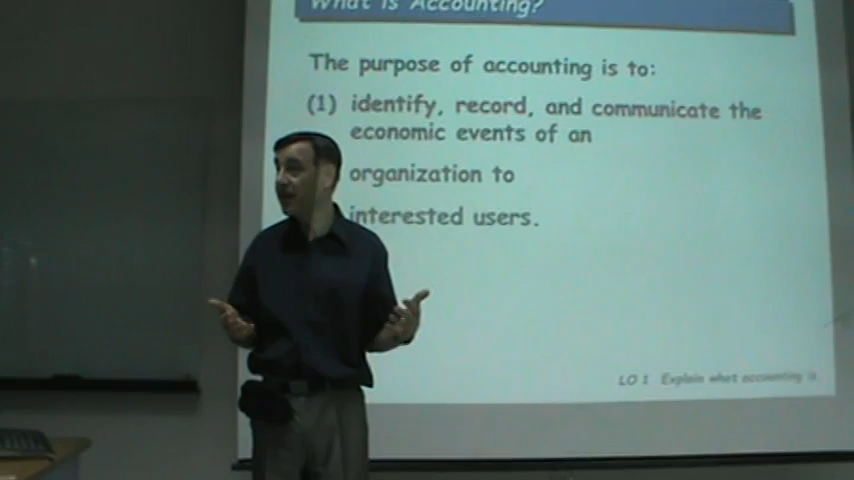 What is Accounting?
The purpose of accounting is to:
(1) identify, record, and communicate the
economic events of an
organization to
interested users.
LO 1 Explain what accounting is.